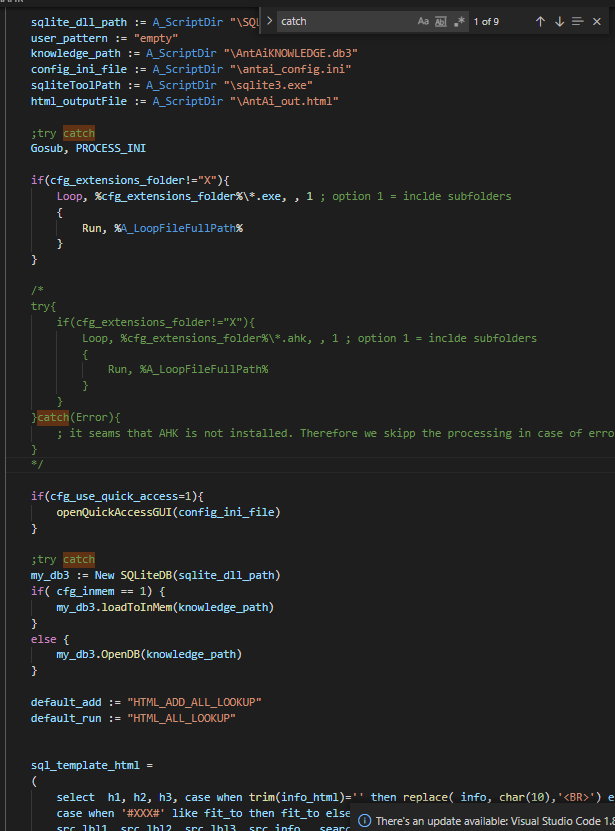 sqlite_dll_path := A_ScriptDir "\SQL
catch
Aa ab .* 1 of 9
user_pattern := "empty"
knowledge_path := A_ScriptDir "\AntAiKNOWLEDGE.db3"
config_ini_file := A_ScriptDir "\antai_config.ini"
sqliteToolPath := A_ScriptDir "\sqlite3.exe"
html_outputFile := A_ScriptDir "\AntAi_out.html"
;try catch
Gosub, PROCESS_INI
if(cfg_extensions_folder!="X"){
Loop, %cfg_extensions_folder%\*.exe, , 1 ; option 1 = inclde subfolders
{
Run, %A_LoopFileFullPath%
}
}
/*
try{
if(cfg_extensions_folder!="X"){
Loop, %cfg_extensions_folder%\*.ahk, , 1 ; option 1 = inclde subfolders
{
Run, %A_LoopFileFullPath%
}
}
}catch(Error){
; it seams that AHK is not installed. Therefore we skipp the processing in case of erro
}
*/
if(cfg_use_quick_access=1){
openQuickAccessGUI(config_ini_file)
}
;try catch
my_db3 := New SQLiteDB(sqlite_dll_path)
if( cfg_inmem == 1) {
my_db3.loadToInMem(knowledge_path)
}
else {
my_db3.OpenDB(knowledge_path)
}
default_add := "HTML_ADD_ALL_LOOKUP"
default_run := "HTML_ALL_LOOKUP"
sql_template_html =
(
select h1, h2, h3, case when trim(info_html)='' then replace( info, char(10),'<BR>') e
case when '#XXX#' like fit_to then fit_to else
src_lbl1, src_lbl2, src_lbl3, src_info, sear
There's an update available: Visual Studio Code 1.8